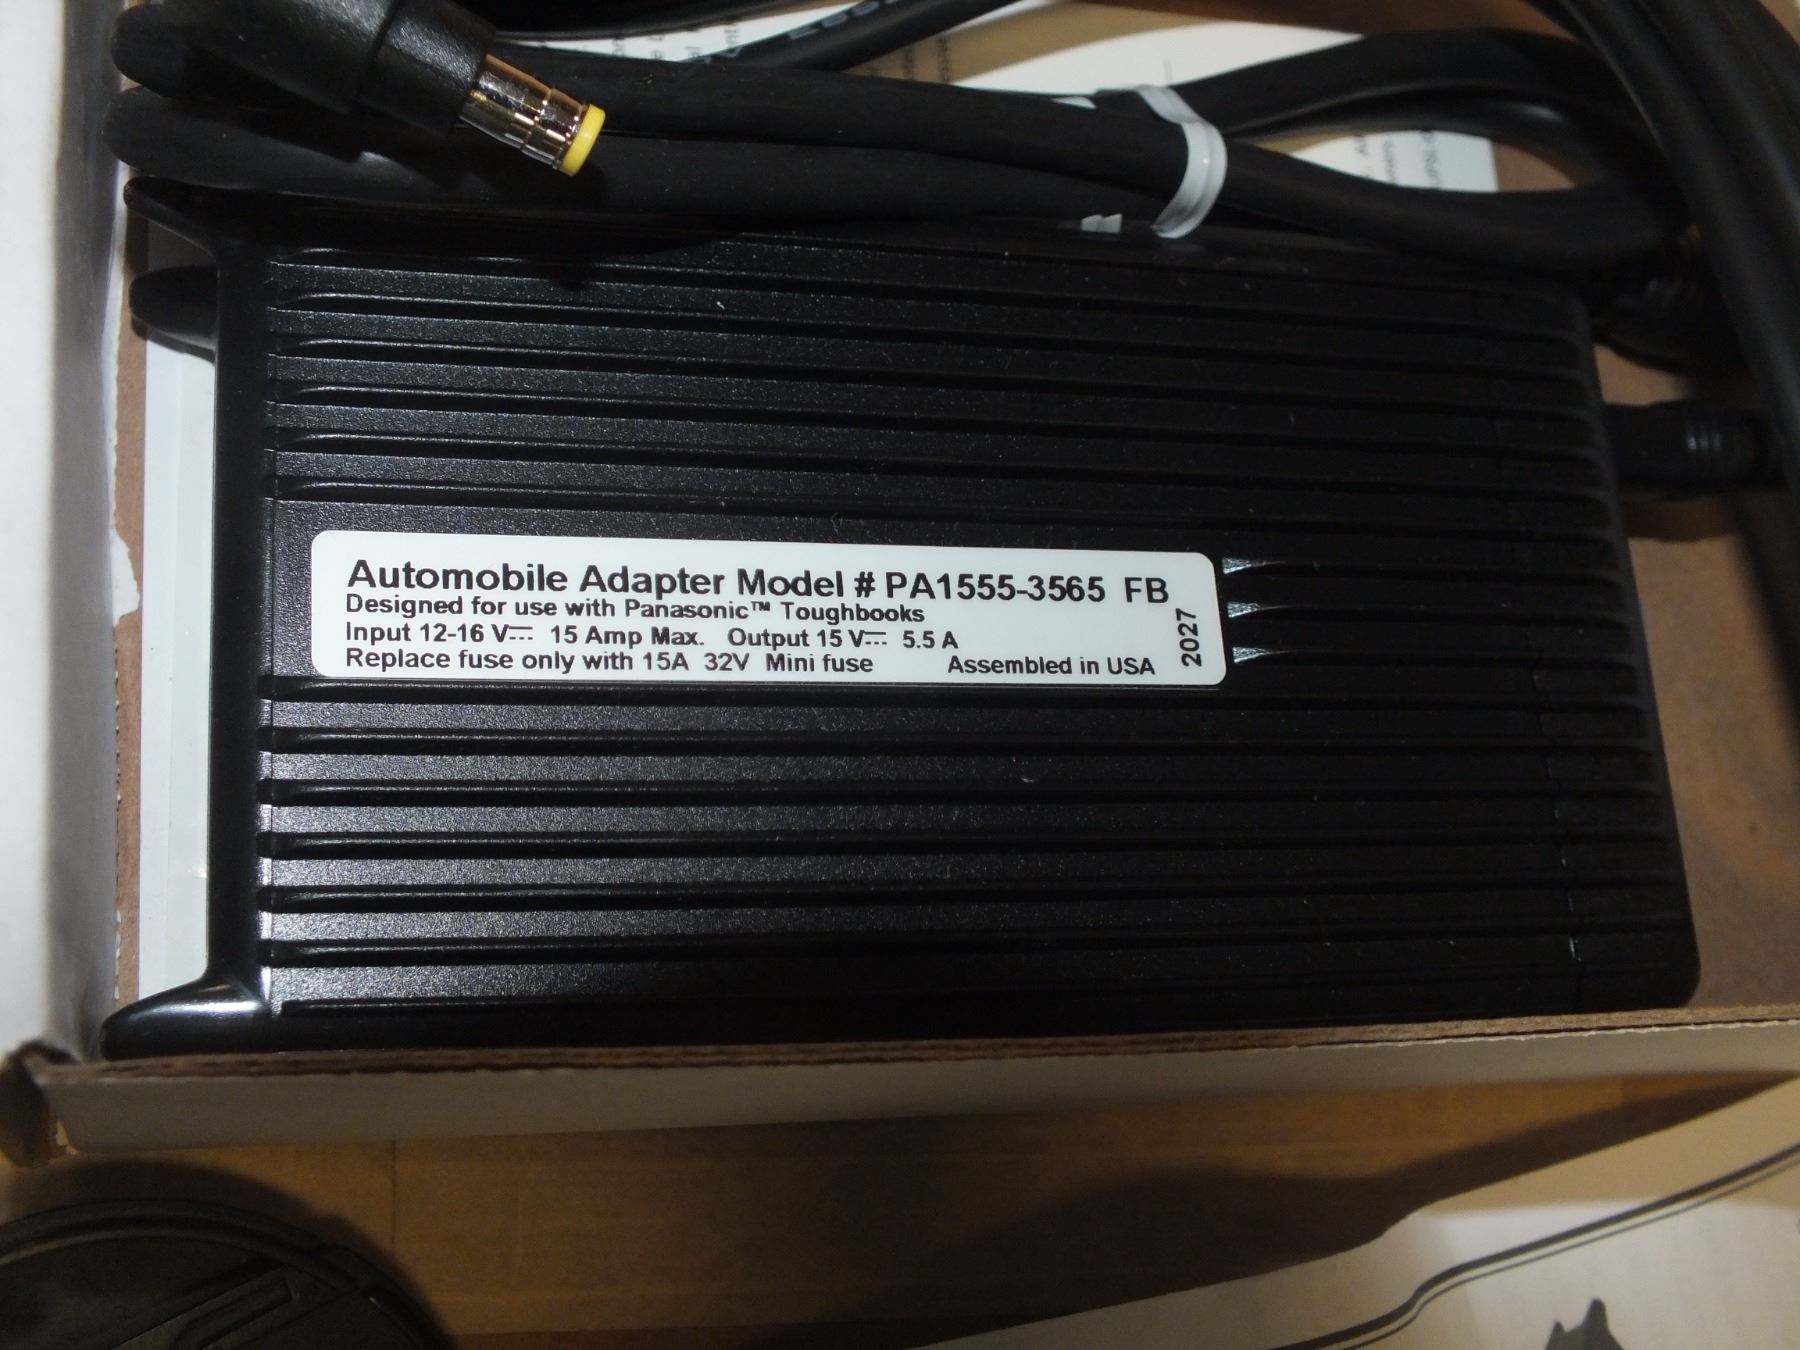 Automobile Adapter Model # PA1555-3565 FB
Designed for use with Panasonic™ Toughbooks
Input 12-16 V⎓ 15 Amp Max. Output 15 V⎓ 5.5 A
Replace fuse only with 15A 32V Mini fuse Assembled in USA
2027